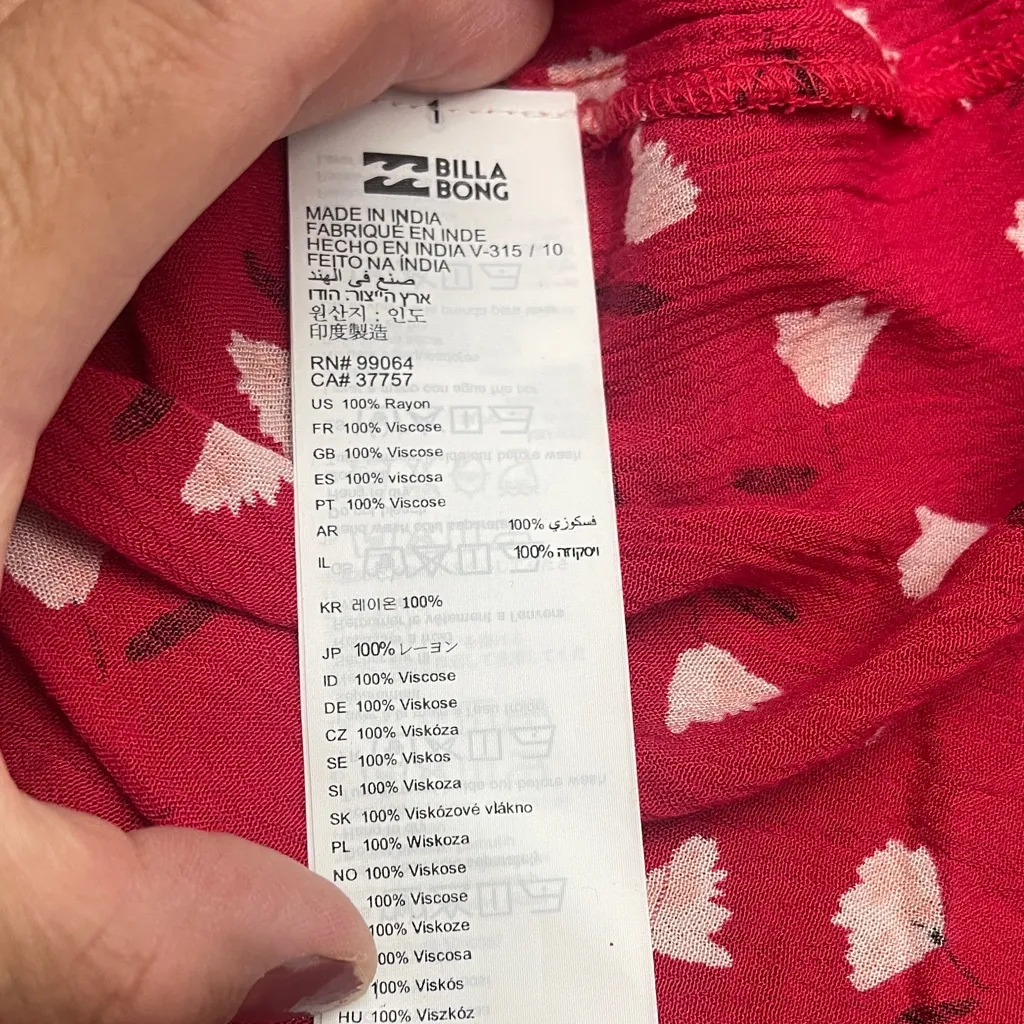 1
BILLA
BONG
MADE IN INDIA
FABRIQUÉ EN INDE
HECHO EN INDIA V-315 / 10
FEITO NA ÍNDIA
صنع في الهند
ארץ הייצור: הודו
원산지 : 인도
印度製造
RN# 99064
CA# 37757
US 100% Rayon
FR 100% Viscose
GB 100% Viscose
ES 100% viscosa
PT 100% Viscose
AR 100% فسكوزي
IL 100% ויסקוזה
KR 레이온 100%
JP 100% レーヨン
ID 100% Viscose
DE 100% Viskose
CZ 100% Viskóza
SE 100% Viskos
SI 100% Viskoza
SK 100% Viskózové vlákno
PL 100% Wiskoza
NO 100% Viskose
100% Viscose
100% Viskoze
00% Viscosa
100% Viskós
HU 100% Viszkóz